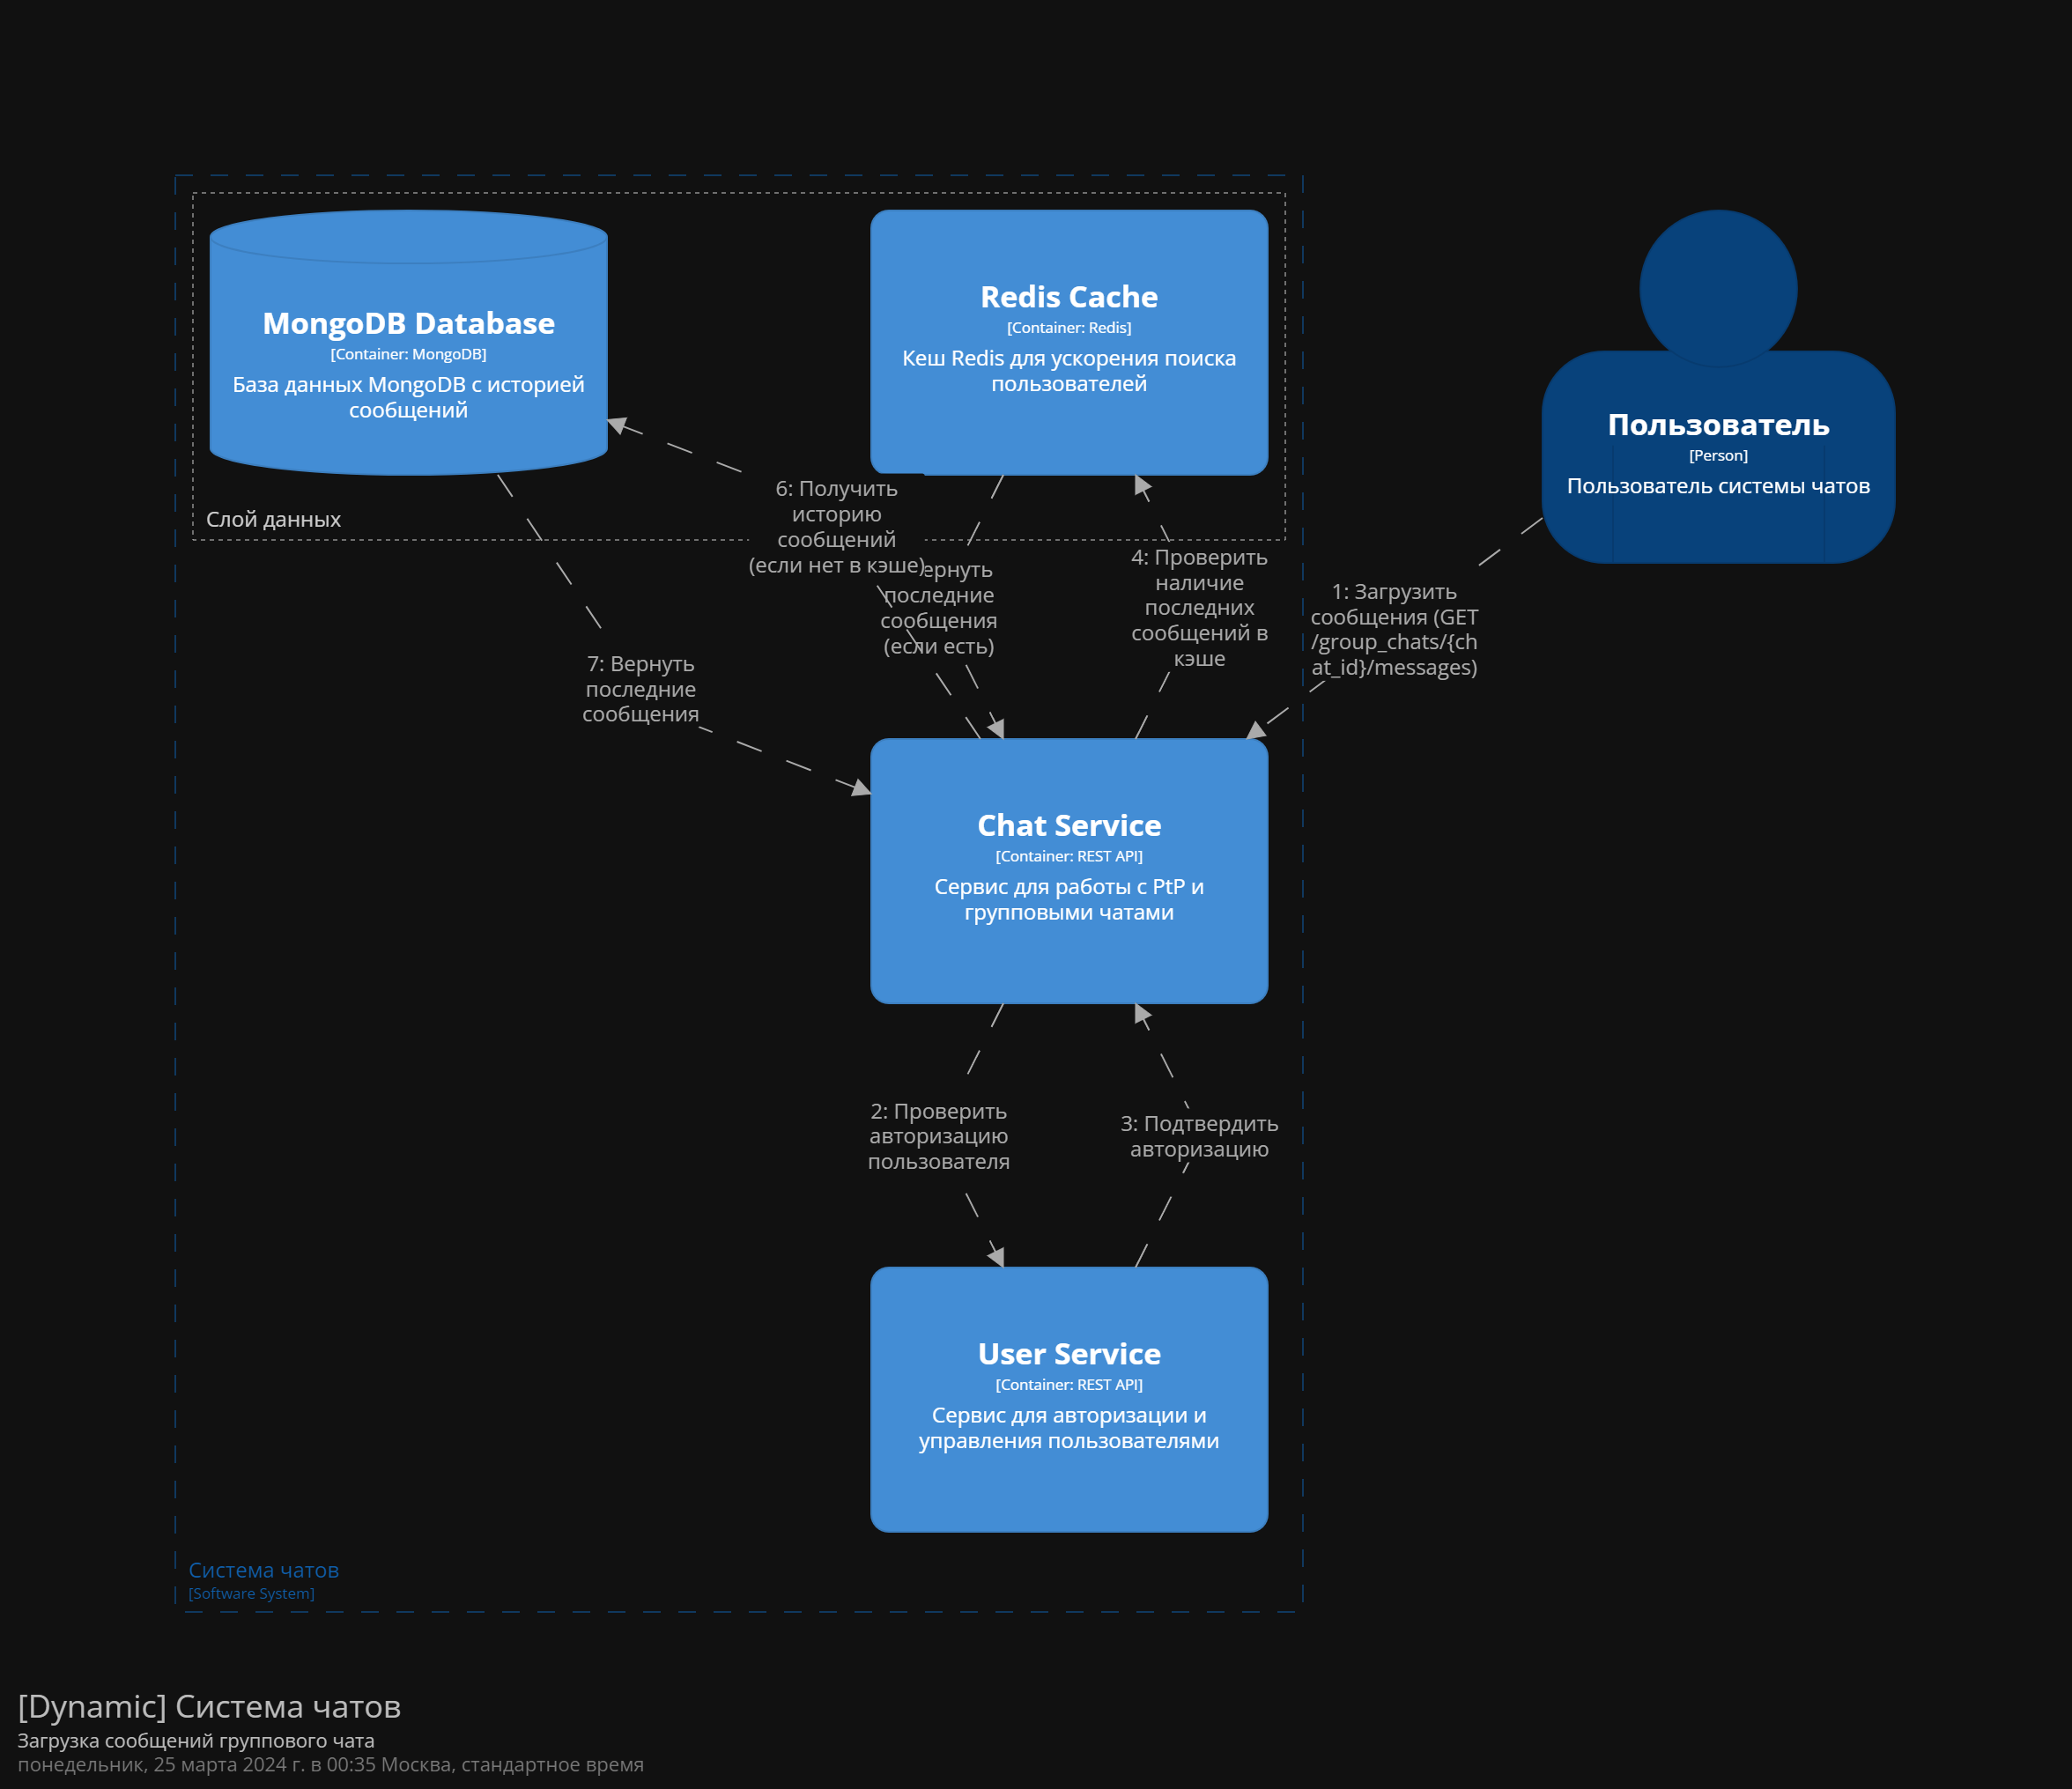 MongoDB Database
[Container: MongoDB]
База данных MongoDB с историей
сообщений
Redis Cache
[Container: Redis]
Кеш Redis для ускорения поиска
пользователей
Пользователь
[Person]
Пользователь системы чатов
Слой данных
6: Получить
историю
сообщений
(если нет в кэше)
последние
сообщения
(если есть)
4: Проверить
наличие
последних
сообщений в
кэше
1: Загрузить
сообщения (GET
/group_chats/{ch
at_id}/messages)
7: Вернуть
последние
сообщения
Chat Service
[Container: REST API]
Сервис для работы с PtP и
групповыми чатами
2: Проверить
авторизацию
пользователя
3: Подтвердить
авторизацию
User Service
[Container: REST API]
Сервис для авторизации и
управления пользователями
Система чатов
[Software System]
[Dynamic] Система чатов
Загрузка сообщений группового чата
понедельник, 25 марта 2024 г. в 00:35 Москва, стандартное время